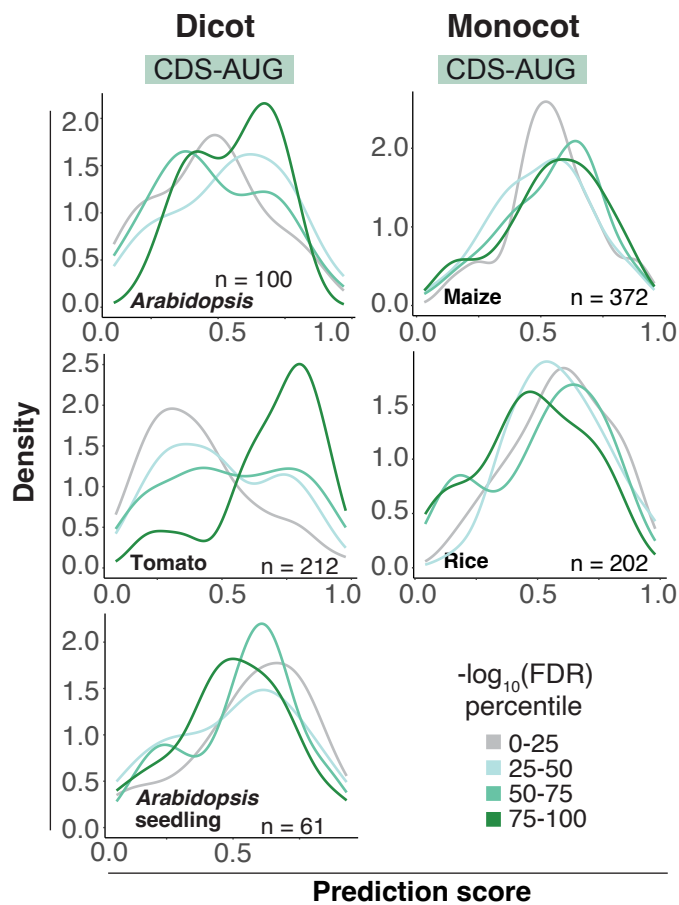 Dicot
Monocot
CDS-AUG
CDS-AUG
Density
2.0
1.5
1.0
0.5
0.0
n = 100
Arabidopsis
0.0
0.5
1.0
2.0
1.0
0.0
Maize
n = 372
0.0
0.5
1.0
2.5
2.0
1.5
1.0
0.5
0.0
Tomato
n = 212
0.0
0.5
1.0
1.5
1.0
0.5
0.0
Rice
n = 202
0.0
0.5
1.0
2.0
1.5
1.0
0.5
0.0
Arabidopsis
seedling
n = 61
0.0
0.5
-log10(FDR)
percentile
0-25
25-50
50-75
75-100
Prediction score